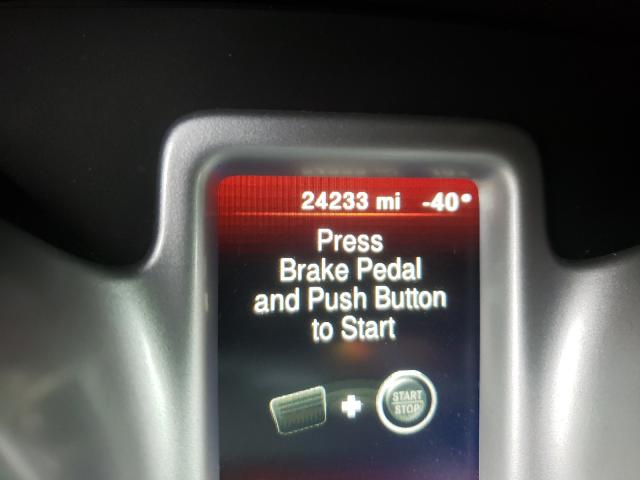 24233 mi -40°
Press
Brake Pedal
and Push Button
to Start
START
STOP